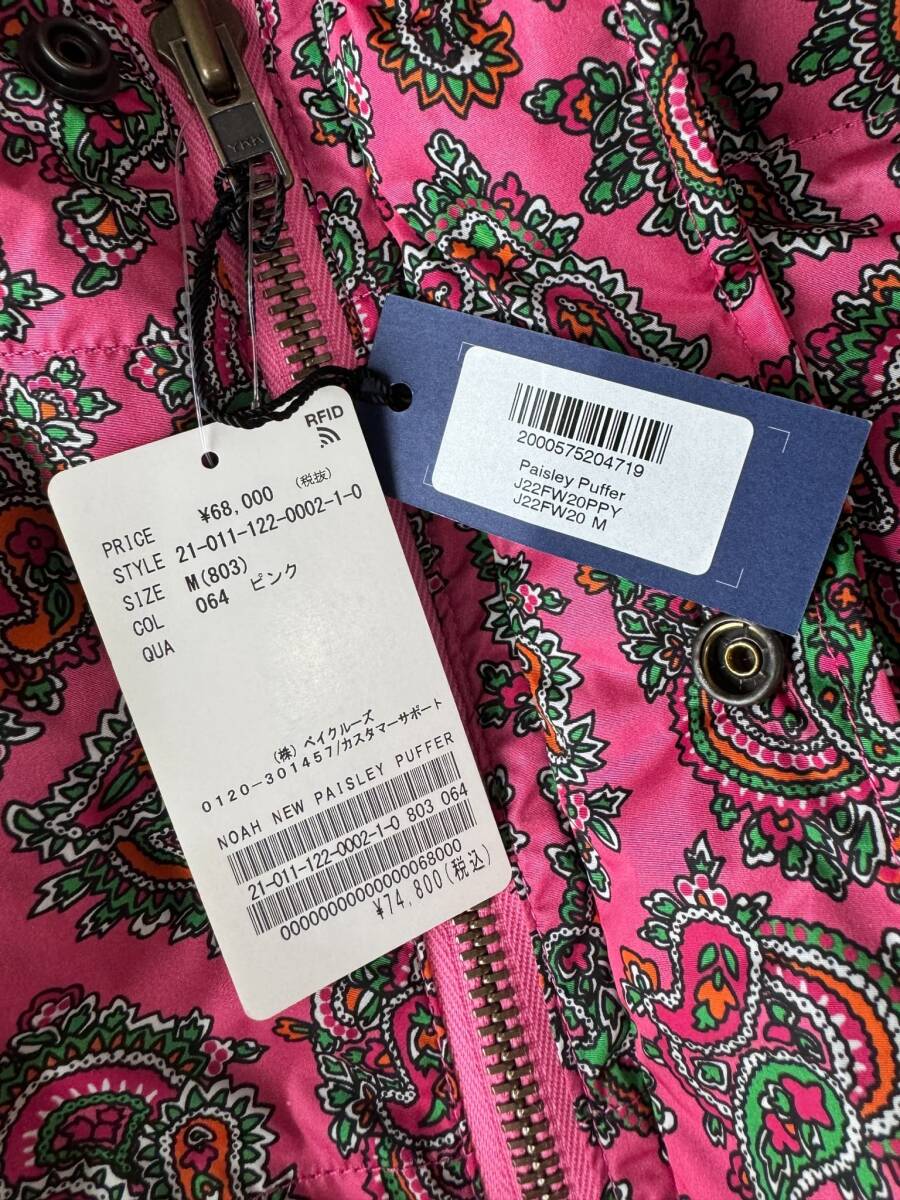 YKK
RFID
PRICE ¥68,000 (税抜)
STYLE 21-011-122-0002-1-0
SIZE M(803)
COL 064 ピンク
QUA
(株) ベイクルーズ
0120-301457/カスタマーサポート
NOAH NEW PAISLEY PUFFER
21-011-122-0002-1-0 803 064
00000000000000068000
¥74,800(税込)
2000575204719
Paisley Puffer
J22FW20PPY
J22FW20 M